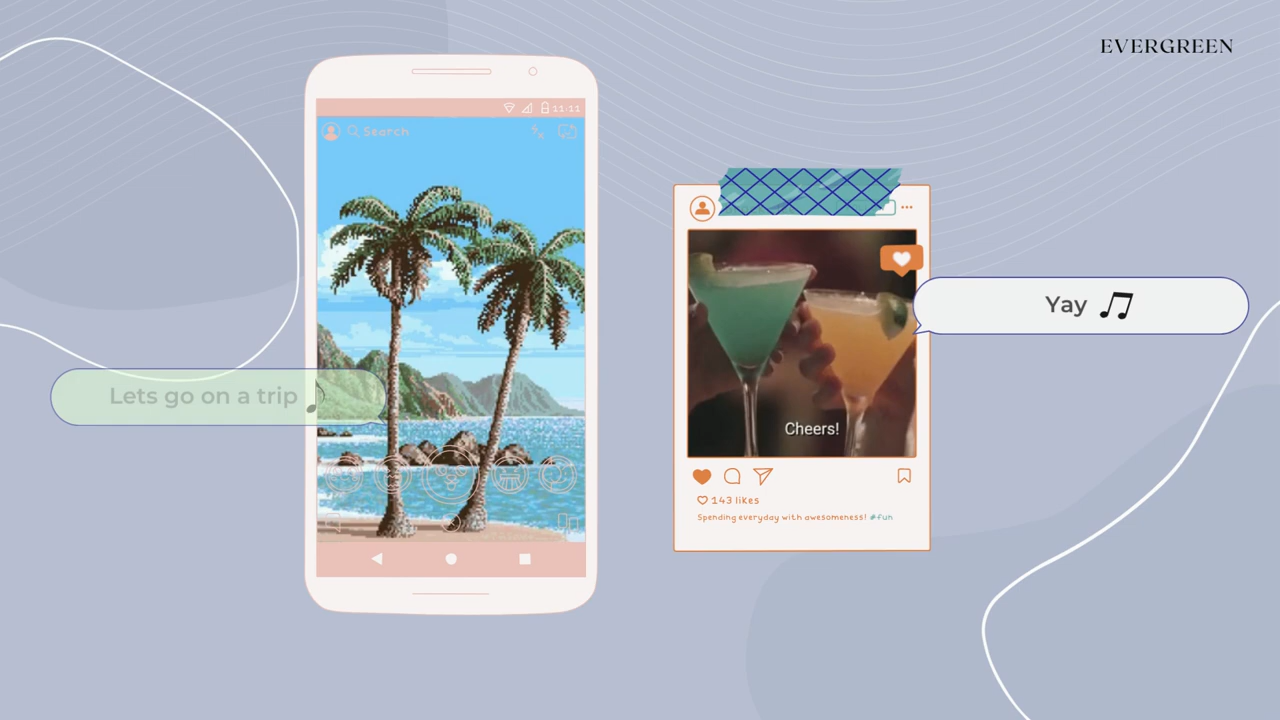 EVERGREEN
11:11
Search
Lets go on a trip
Yay
Cheers!
143 likes
Spending everyday with awesomeness! #fun